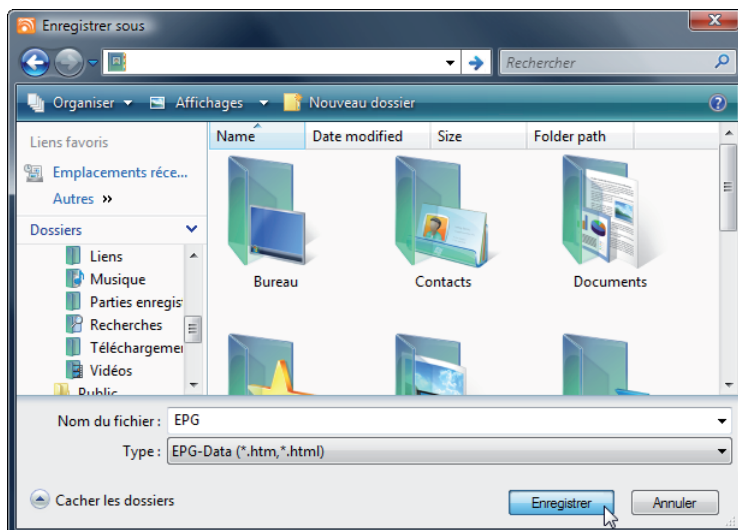 Enregistrer sous
Rechercher
Organiser Affichages Nouveau dossier
Liens favoris
Emplacements réce...
Autres »
Dossiers
Liens
Musique
Parties enregis
Recherches
Téléchargemen
Vidéos
Public
Name Date modified Size Folder path
Bureau Contacts Documents
Nom du fichier : EPG
Type : EPG-Data (*.htm,*.html)
Cacher les dossiers Enregistrer Annuler